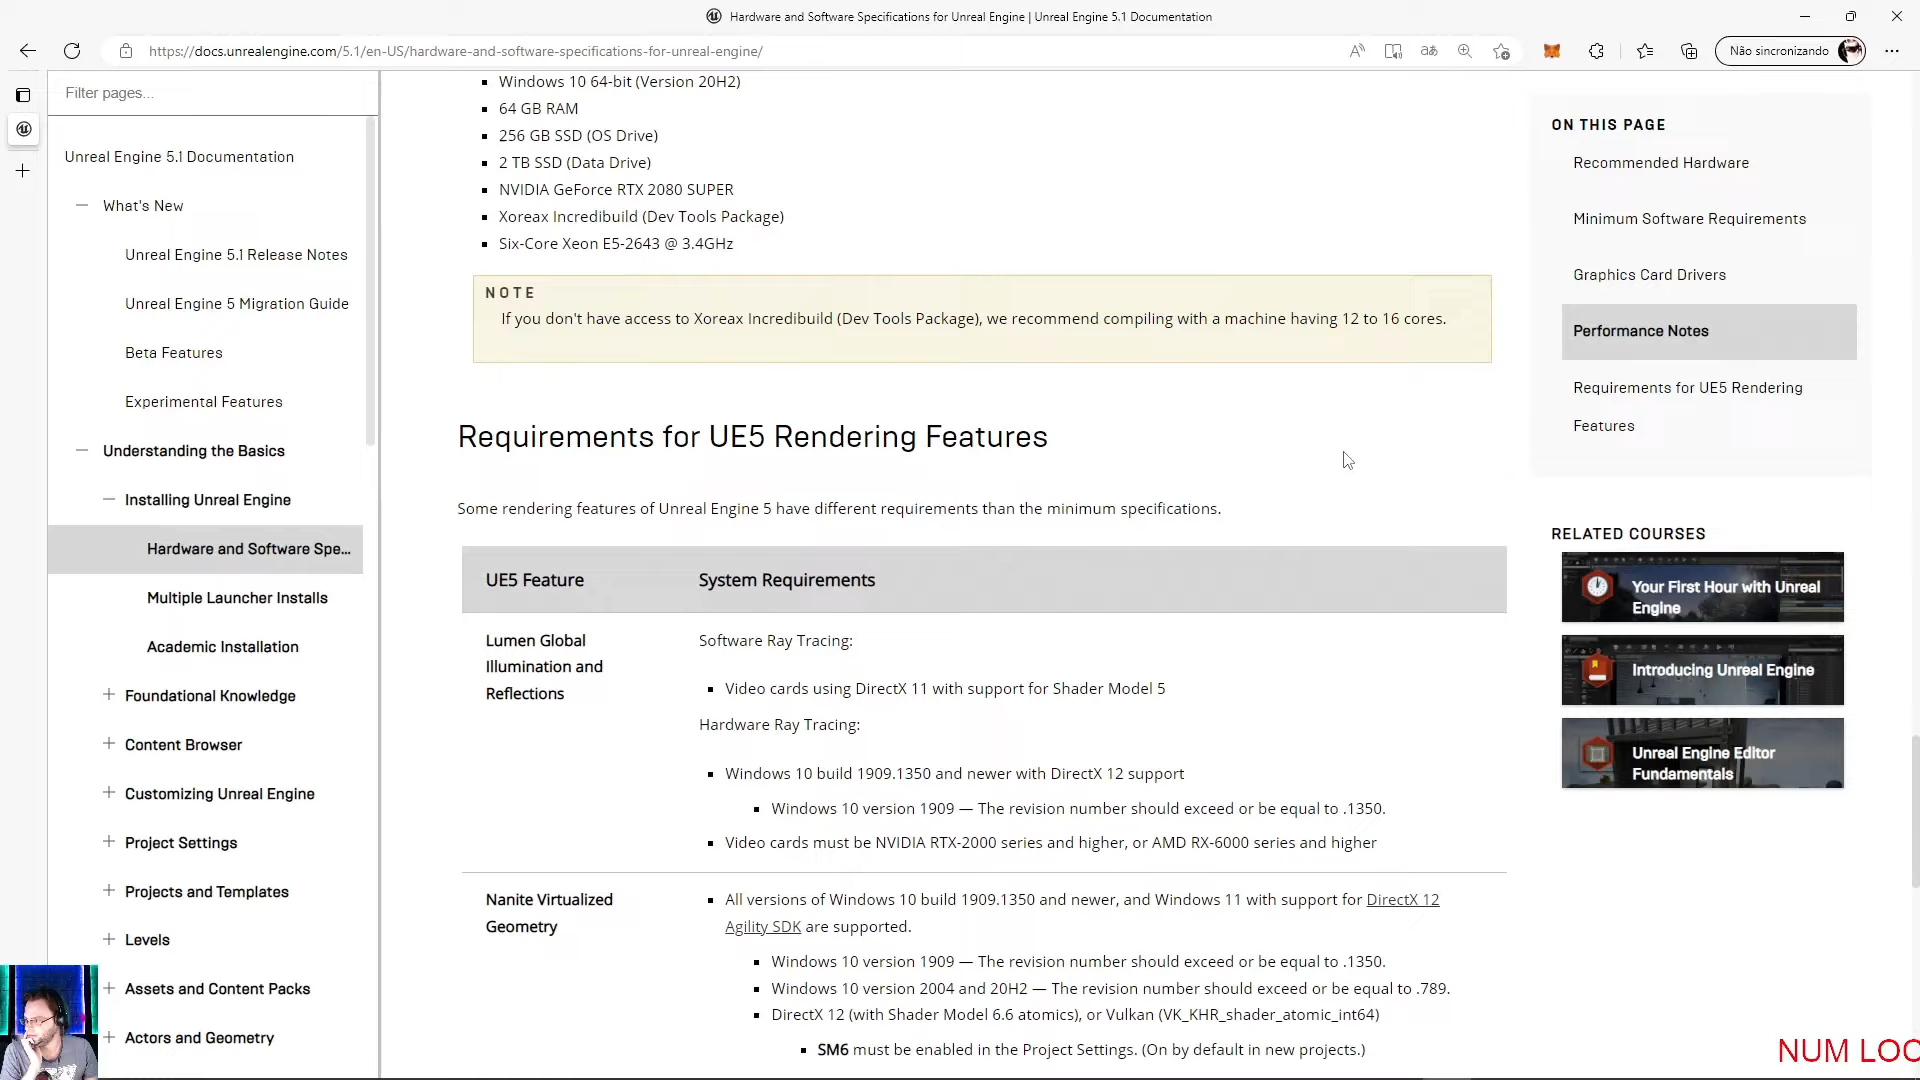 Hardware and Software Specifications for Unreal Engine | Unreal Engine 5.1 Documentation
https://docs.unrealengine.com/5.1/en-US/hardware-and-software-specifications-for-unreal-engine/
Não sincronizando
Filter pages...
Unreal Engine 5.1 Documentation
What's New
Unreal Engine 5.1 Release Notes
Unreal Engine 5 Migration Guide
Beta Features
Experimental Features
Understanding the Basics
Installing Unreal Engine
Hardware and Software Spe...
Multiple Launcher Installs
Academic Installation
Foundational Knowledge
Content Browser
Customizing Unreal Engine
Project Settings
Projects and Templates
Levels
Assets and Content Packs
Actors and Geometry
Windows 10 64-bit (Version 20H2)
64 GB RAM
256 GB SSD (OS Drive)
2 TB SSD (Data Drive)
NVIDIA GeForce RTX 2080 SUPER
Xoreax Incredibuild (Dev Tools Package)
Six-Core Xeon E5-2643 @ 3.4GHz
NOTE
If you don't have access to Xoreax Incredibuild (Dev Tools Package), we recommend compiling with a machine having 12 to 16 cores.
Requirements for UE5 Rendering Features
Some rendering features of Unreal Engine 5 have different requirements than the minimum specifications.
UE5 Feature
System Requirements
Lumen Global
Illumination and
Reflections
Software Ray Tracing:
Video cards using DirectX 11 with support for Shader Model 5
Hardware Ray Tracing:
Windows 10 build 1909.1350 and newer with DirectX 12 support
Windows 10 version 1909 — The revision number should exceed or be equal to .1350.
Video cards must be NVIDIA RTX-2000 series and higher, or AMD RX-6000 series and higher
Nanite Virtualized
Geometry
All versions of Windows 10 build 1909.1350 and newer, and Windows 11 with support for DirectX 12
Agility SDK are supported.
Windows 10 version 1909 — The revision number should exceed or be equal to .1350.
Windows 10 version 2004 and 20H2 — The revision number should exceed or be equal to .789.
DirectX 12 (with Shader Model 6.6 atomics), or Vulkan (VK_KHR_shader_atomic_int64)
SM6 must be enabled in the Project Settings. (On by default in new projects.)
ON THIS PAGE
Recommended Hardware
Minimum Software Requirements
Graphics Card Drivers
Performance Notes
Requirements for UE5 Rendering
Features
RELATED COURSES
Your First Hour with Unreal
Engine
Introducing Unreal Engine
Unreal Engine Editor
Fundamentals
NUM LOC